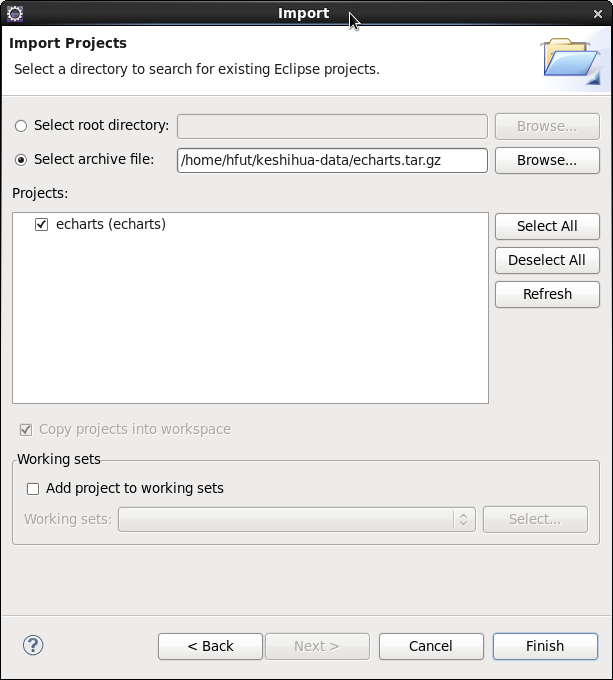 Import
Import Projects
Select a directory to search for existing Eclipse projects.
Select root directory: Browse...
Select archive file: /home/hfut/keshihua-data/echarts.tar.gz Browse...
Projects:
echarts (echarts)
Select All
Deselect All
Refresh
Copy projects into workspace
Working sets
Add project to working sets
Working sets: Select...
? < Back Next > Cancel Finish